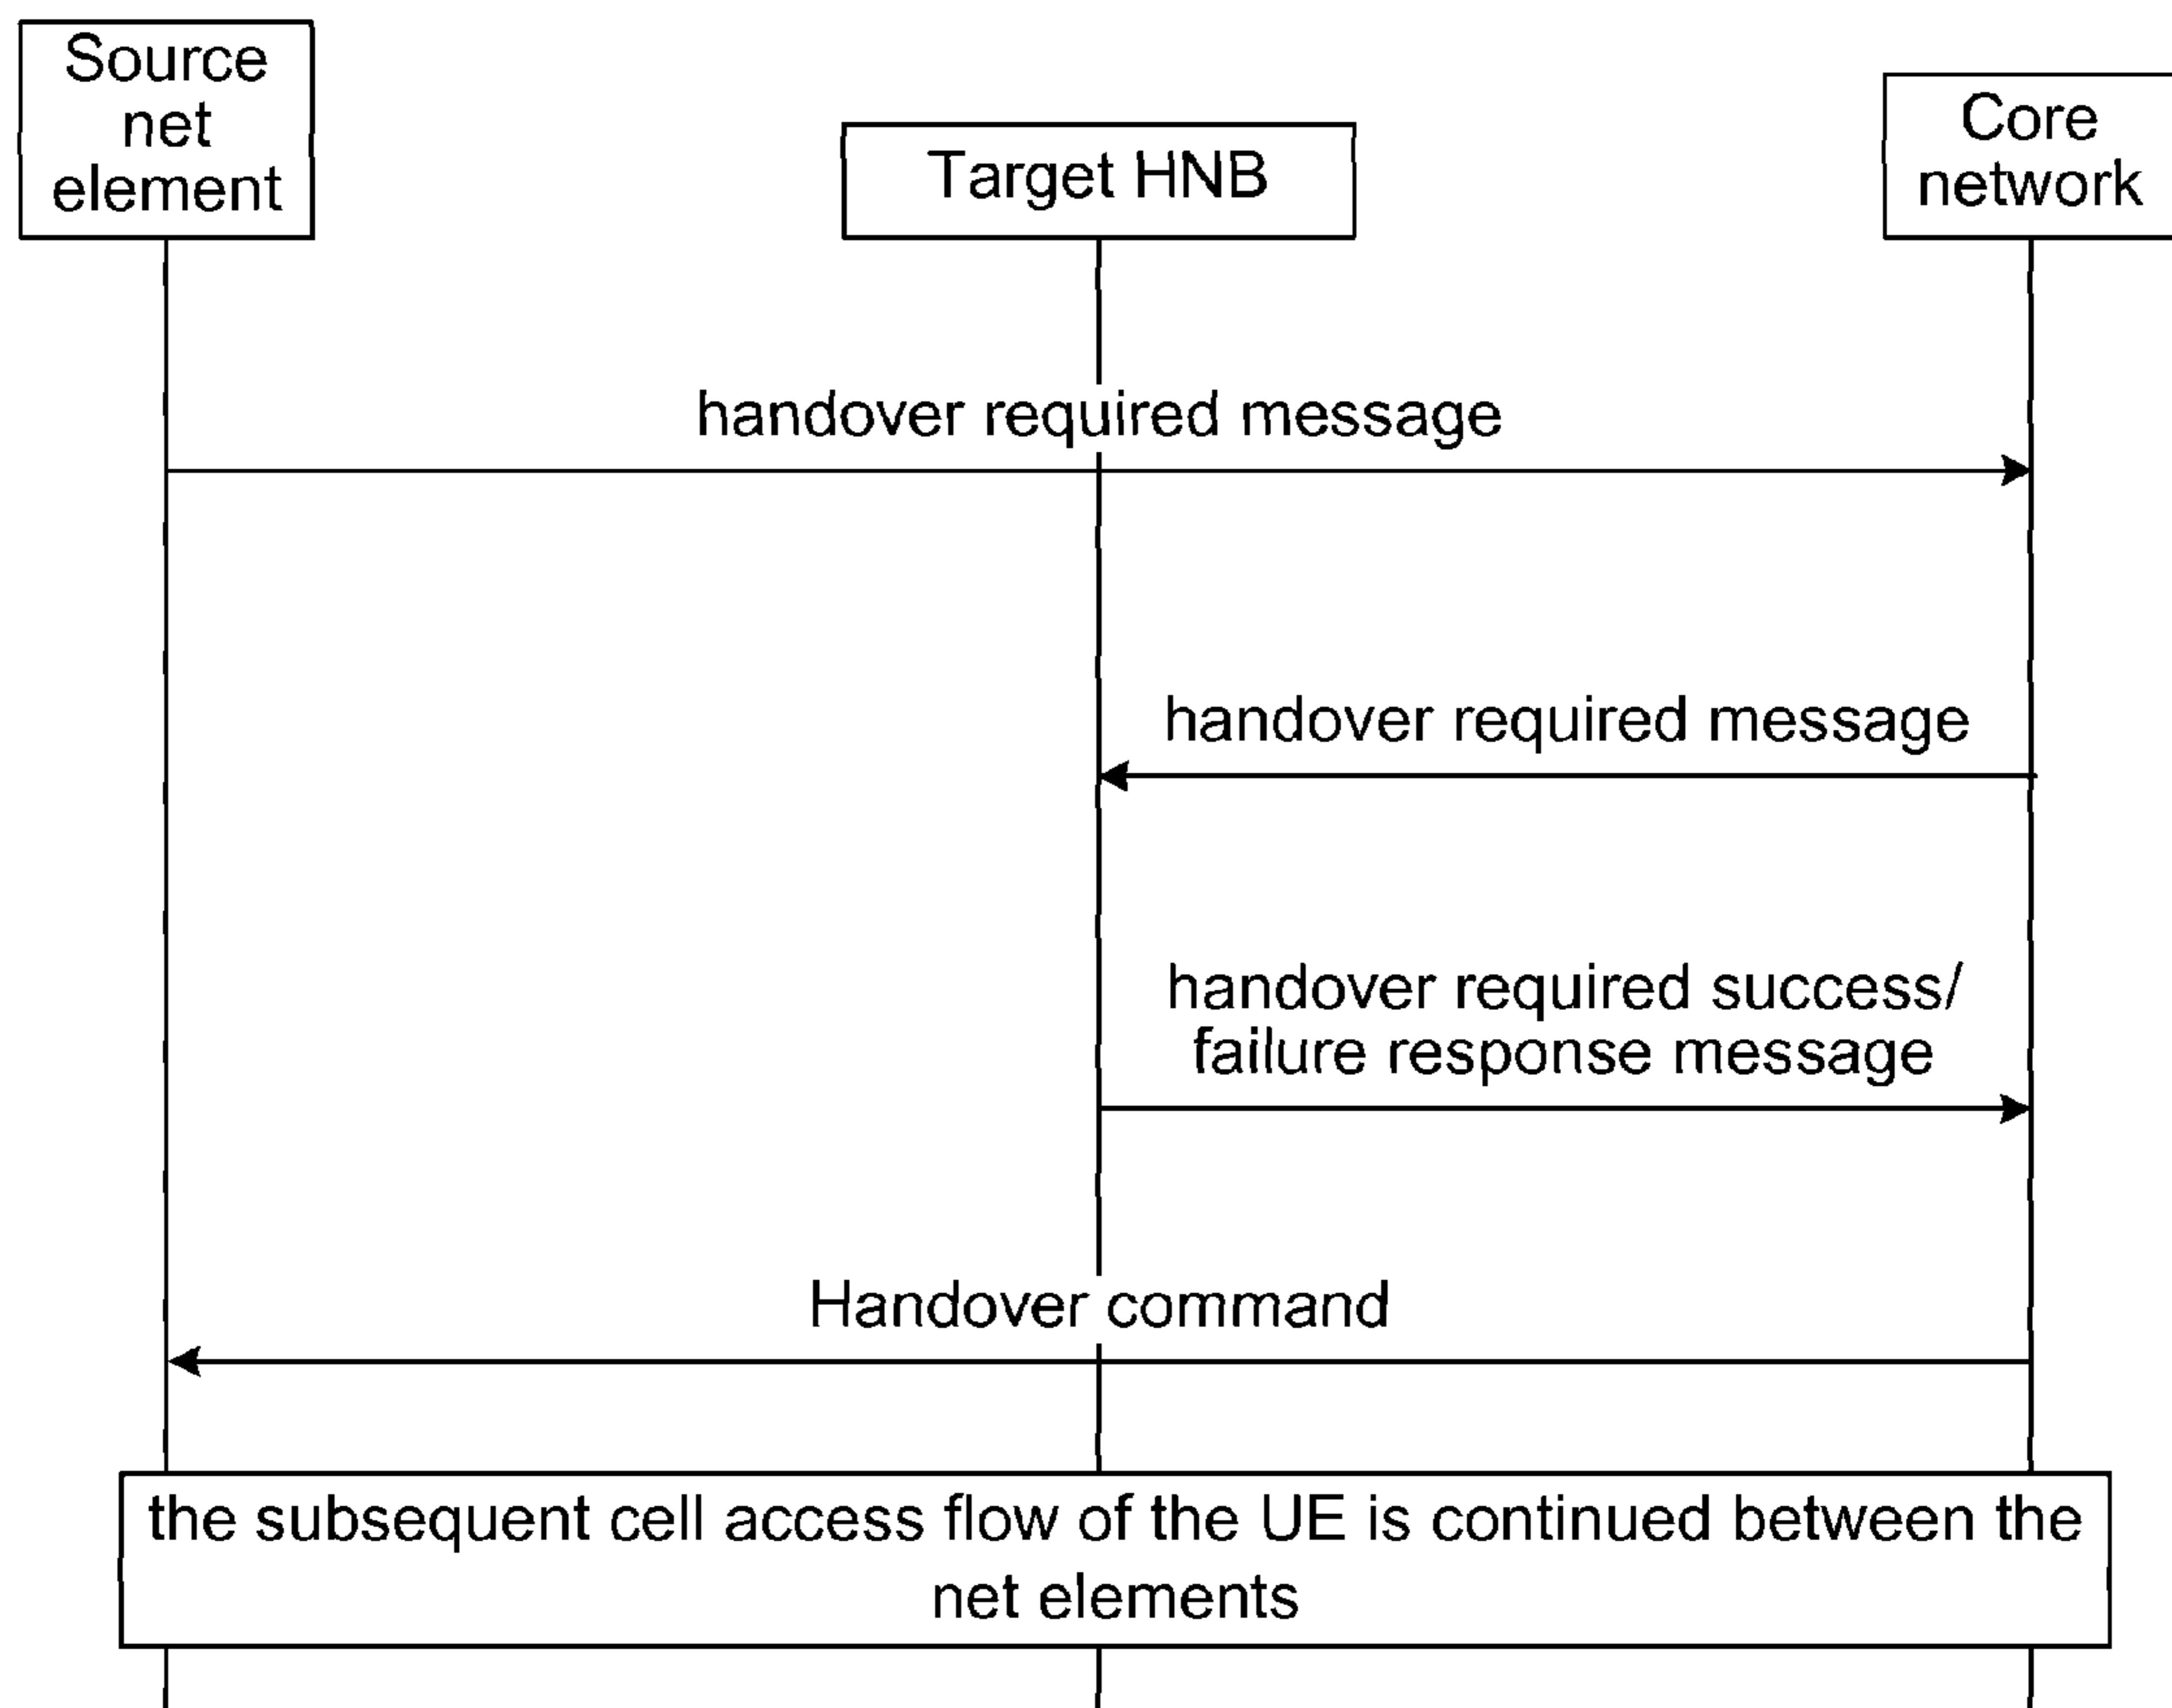 Source
net
element
Target HNB
Core
network
handover required message
handover required message
handover required success/
failure response message
Handover command
the subsequent cell access flow of the UE is continued between the
net elements